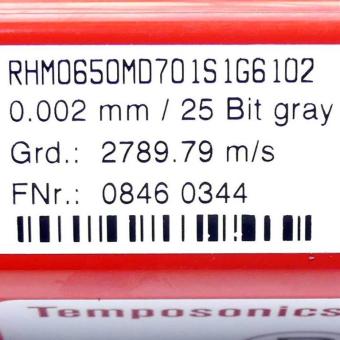 RHM0650MD701S1G6102
0.002 mm / 25 Bit gray
Grd.: 2789.79 m/s
FNr.: 0846 0344
Temposonics